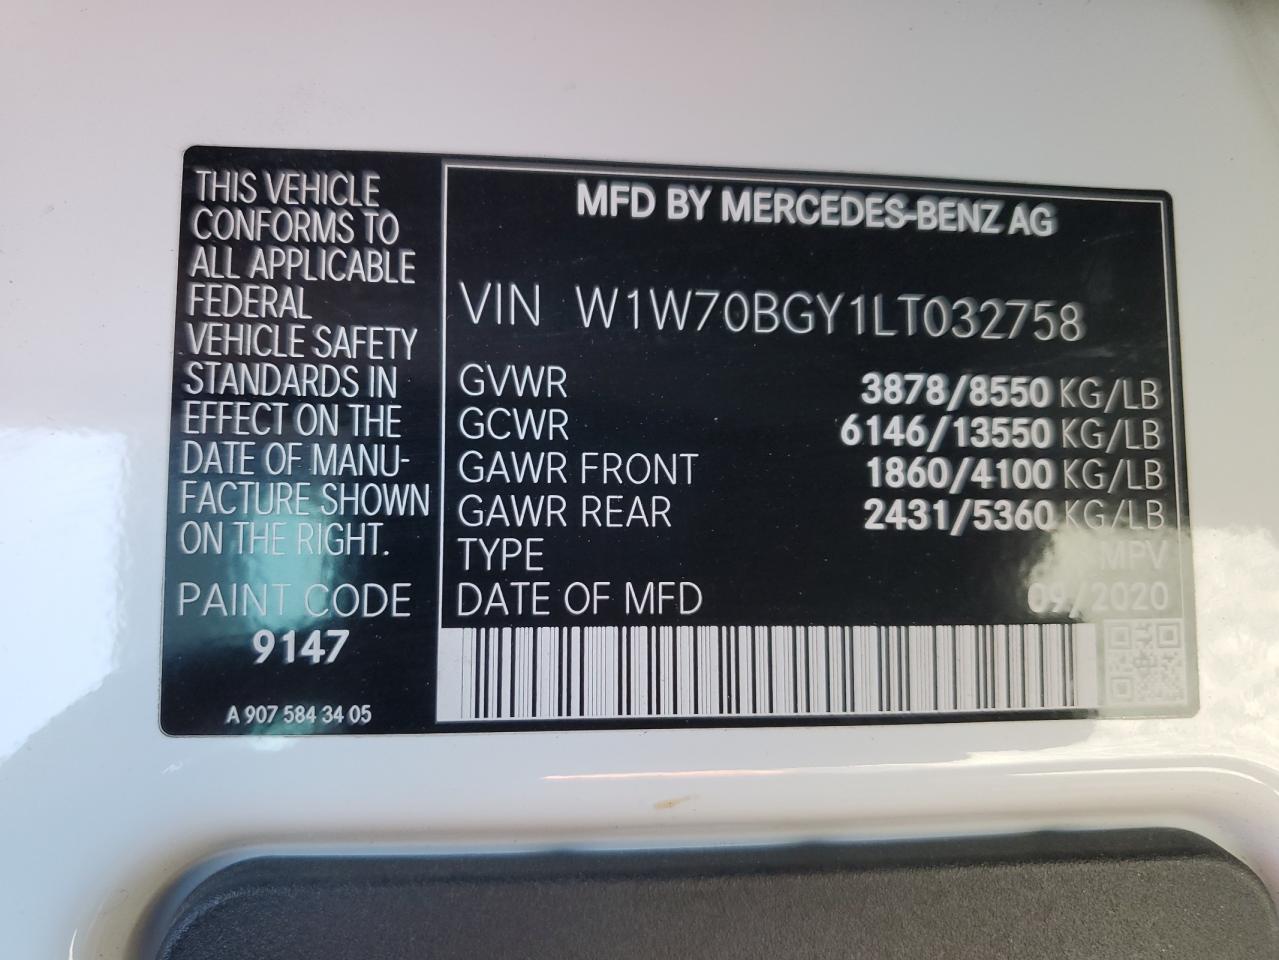 THIS VEHICLE
CONFORMS TO
ALL APPLICABLE
FEDERAL
VEHICLE SAFETY
STANDARDS IN
EFFECT ON THE
DATE OF MANU-
FACTURE SHOWN
ON THE RIGHT.
PAINT CODE
9147
A 907 584 34 05
MFD BY MERCEDES-BENZ AG
VIN W1W70BGY1LT032758
GVWR 3878/8550 KG/LB
GCWR 6146/13550 KG/LB
GAWR FRONT 1860/4100 KG/LB
GAWR REAR 2431/5360 KG/LB
TYPE MPV
DATE OF MFD 09/2020